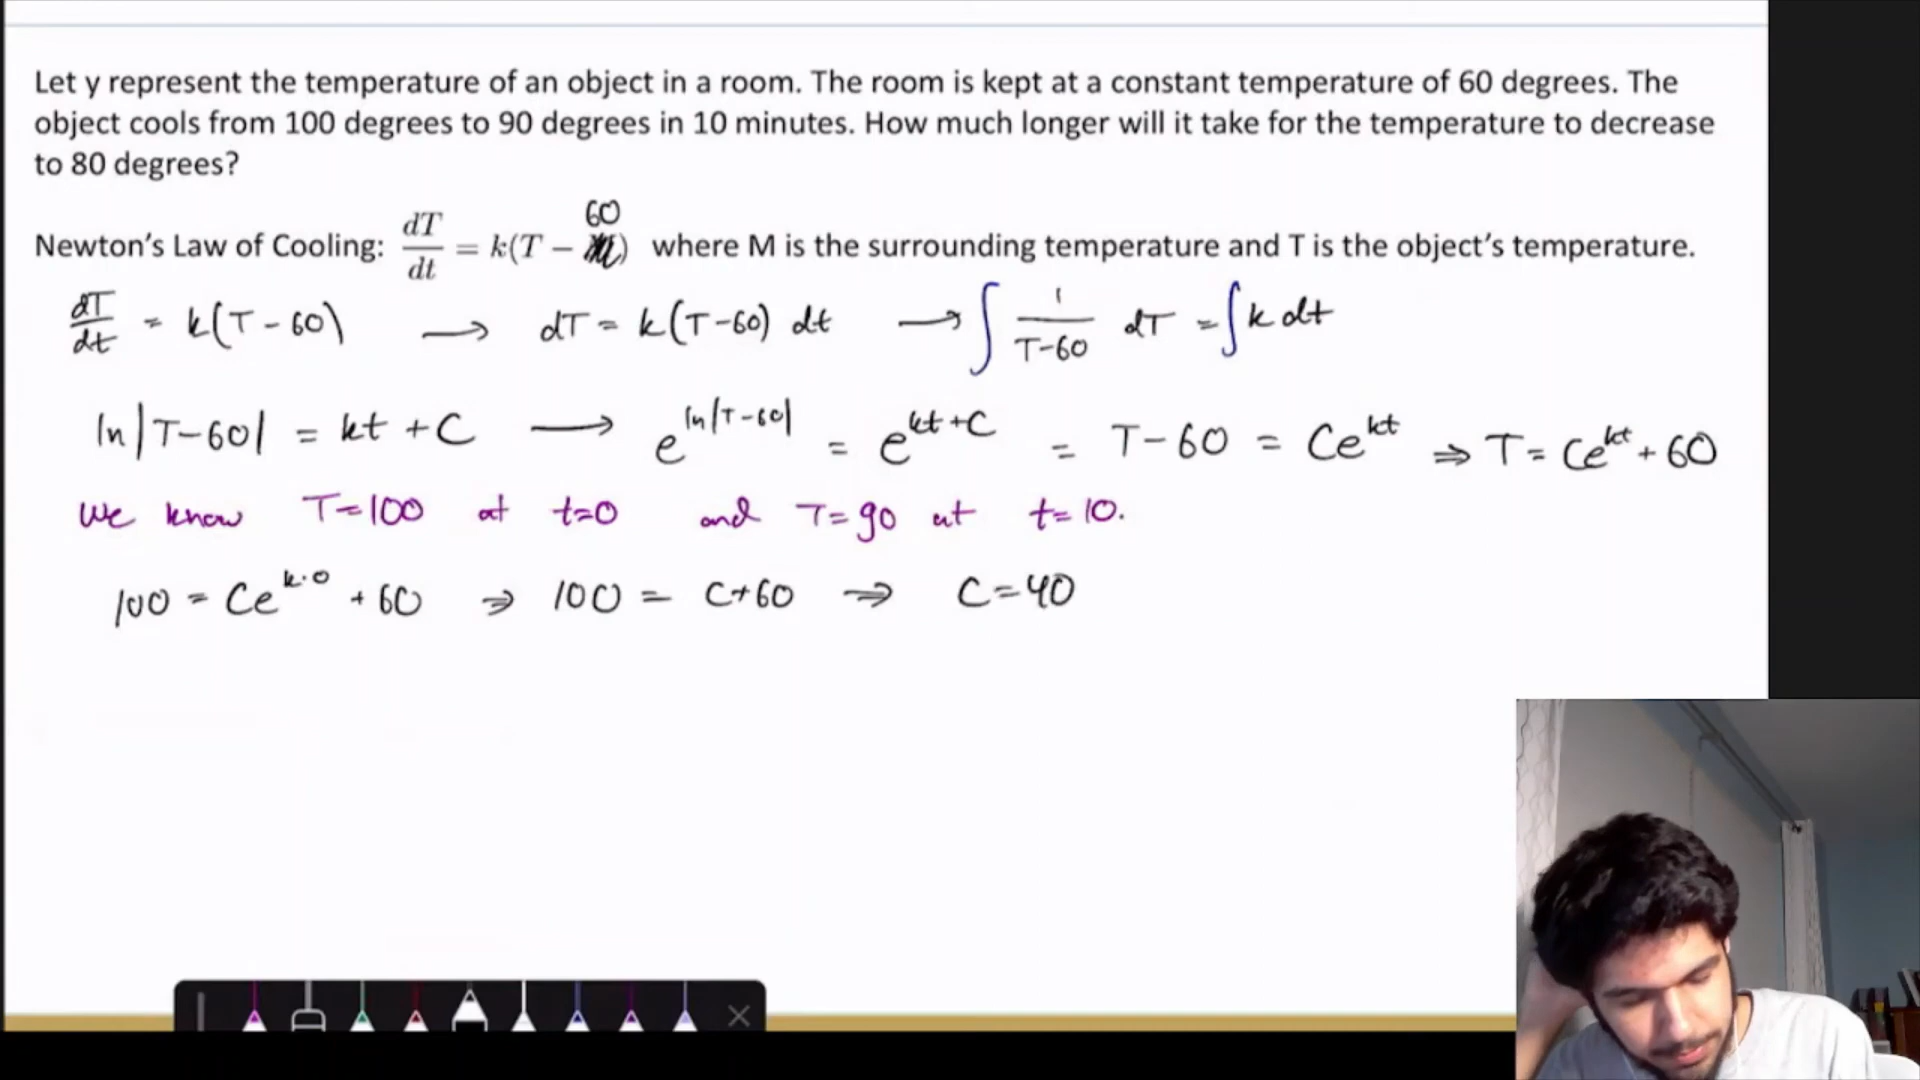 Let y represent the temperature of an object in a room. The room is kept at a constant temperature of 60 degrees. The
object cools from 100 degrees to 90 degrees in 10 minutes. How much longer will it take for the temperature to decrease
to 80 degrees?
60
Newton's Law of Cooling: dT/dt = k(T − M) where M is the surrounding temperature and T is the object's temperature.
dT/dt = k(T-60) → dT = k(T-60) dt → ∫ 1/(T-60) dT = ∫ k dt
ln|T-60| = kt + C → e^(ln|T-60|) = e^(kt+C) = T-60 = Ce^(kt) ⇒ T = Ce^(kt) + 60
We know T=100 at t=0 and T=90 at t=10.
100 = Ce^(k·0) + 60 ⇒ 100 = C+60 ⇒ C=40